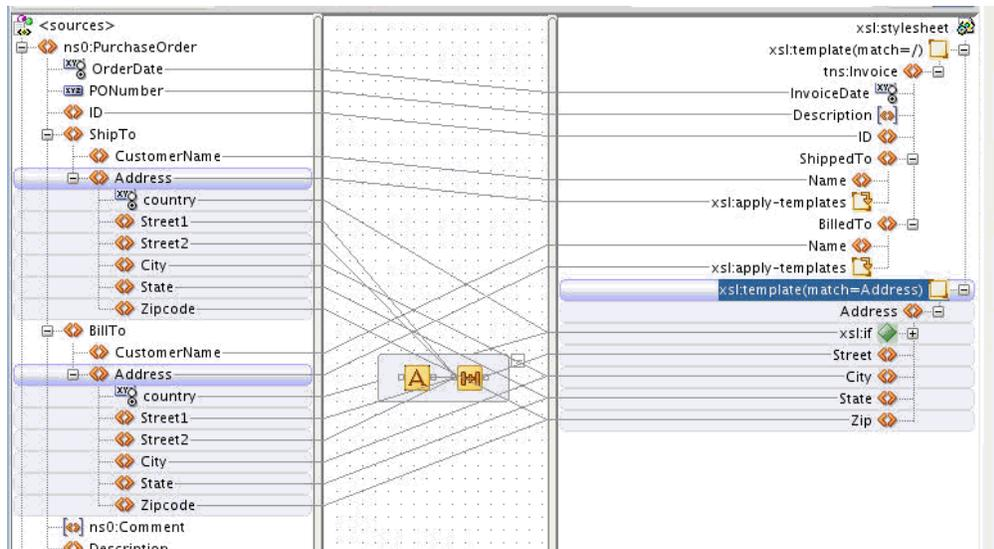 <sources>
ns0:PurchaseOrder
OrderDate
PONumber
ID
ShipTo
CustomerName
Address
country
Street1
Street2
City
State
Zipcode
BillTo
CustomerName
Address
country
Street1
Street2
City
State
Zipcode
ns0:Comment
Description
A
xsl:stylesheet
xsl:template(match=/)
tns:Invoice
InvoiceDate
Description
ID
ShippedTo
Name
xsl:apply-templates
BilledTo
Name
xsl:apply-templates
xsl:template(match=Address)
Address
xsl:if
Street
City
State
Zip